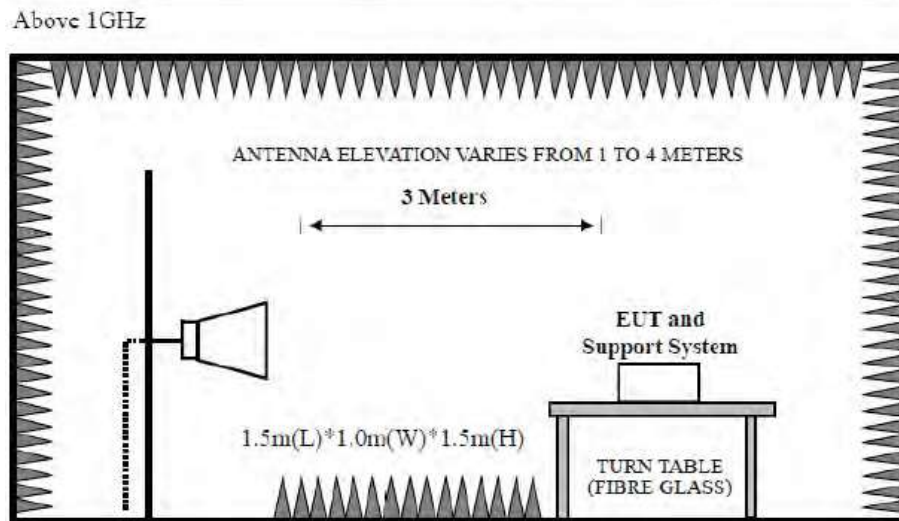 Above 1GHz
ANTENNA ELEVATION VARIES FROM 1 TO 4 METERS
3 Meters
EUT and
Support System
1.5m(L)*1.0m(W)*1.5m(H)
TURN TABLE
(FIBRE GLASS)